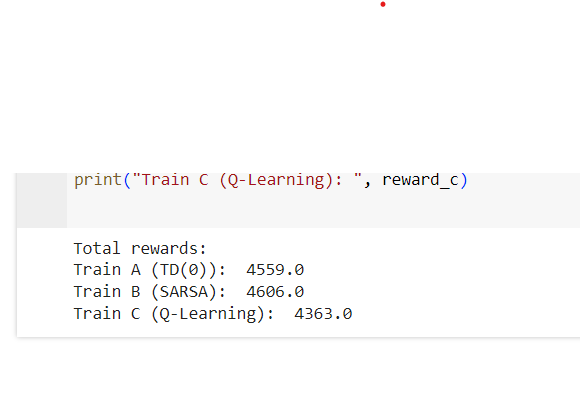 print("Train C (Q-Learning): ", reward_c)
Total rewards:
Train A (TD(0)):  4559.0
Train B (SARSA):  4606.0
Train C (Q-Learning):  4363.0